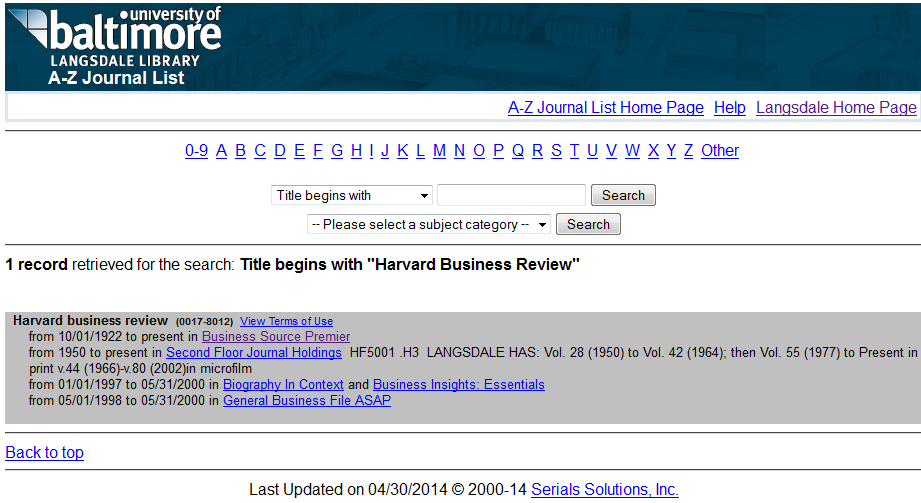 university of
baltimore
LANGSDALE LIBRARY
A-Z Journal List
A-Z Journal List Home Page Help Langsdale Home Page
0-9 A B C D E F G H I J K L M N O P Q R S T U V W X Y Z Other
Title begins with Search
-- Please select a subject category -- Search
1 record retrieved for the search: Title begins with "Harvard Business Review"
Harvard business review (0017-8012) View Terms of Use
from 10/01/1922 to present in Business Source Premier
from 1950 to present in Second Floor Journal Holdings HF5001 .H3 LANGSDALE HAS: Vol. 28 (1950) to Vol. 42 (1964); then Vol. 55 (1977) to Present in
print v.44 (1966)-v.80 (2002)in microfilm
from 01/01/1997 to 05/31/2000 in Biography In Context and Business Insights: Essentials
from 05/01/1998 to 05/31/2000 in General Business File ASAP
Back to top
Last Updated on 04/30/2014 © 2000-14 Serials Solutions, Inc.